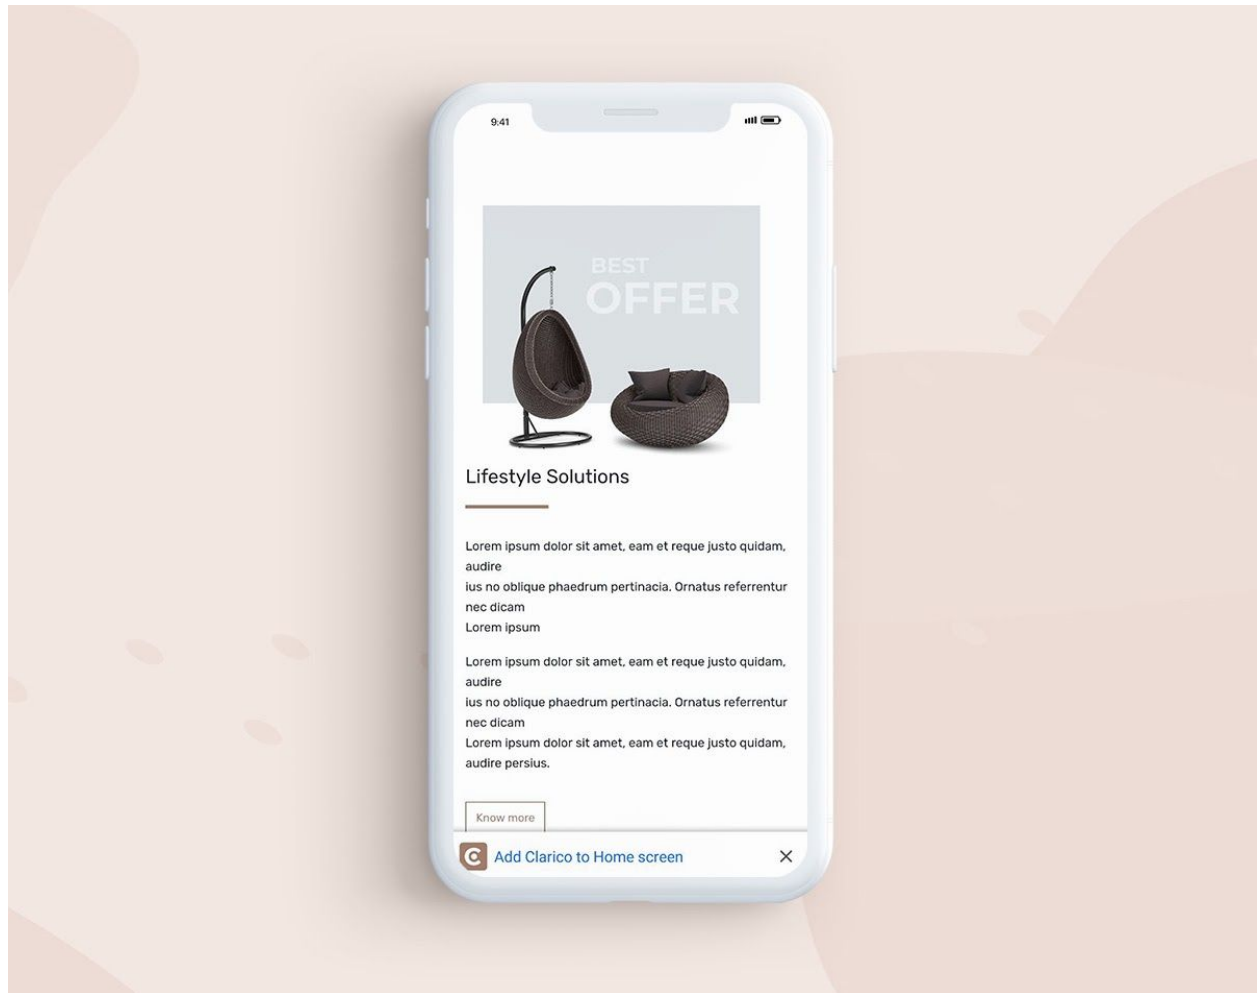 9:41
BEST
OFFER
Lifestyle Solutions
Lorem ipsum dolor sit amet, eam et reque justo quidam,
audire
ius no oblique phaedrum pertinacia. Ornatus referrentur
nec dicam
Lorem ipsum
Lorem ipsum dolor sit amet, eam et reque justo quidam,
audire
ius no oblique phaedrum pertinacia. Ornatus referrentur
nec dicam
Lorem ipsum dolor sit amet, eam et reque justo quidam,
audire persius.
Know more
Add Clarico to Home screen